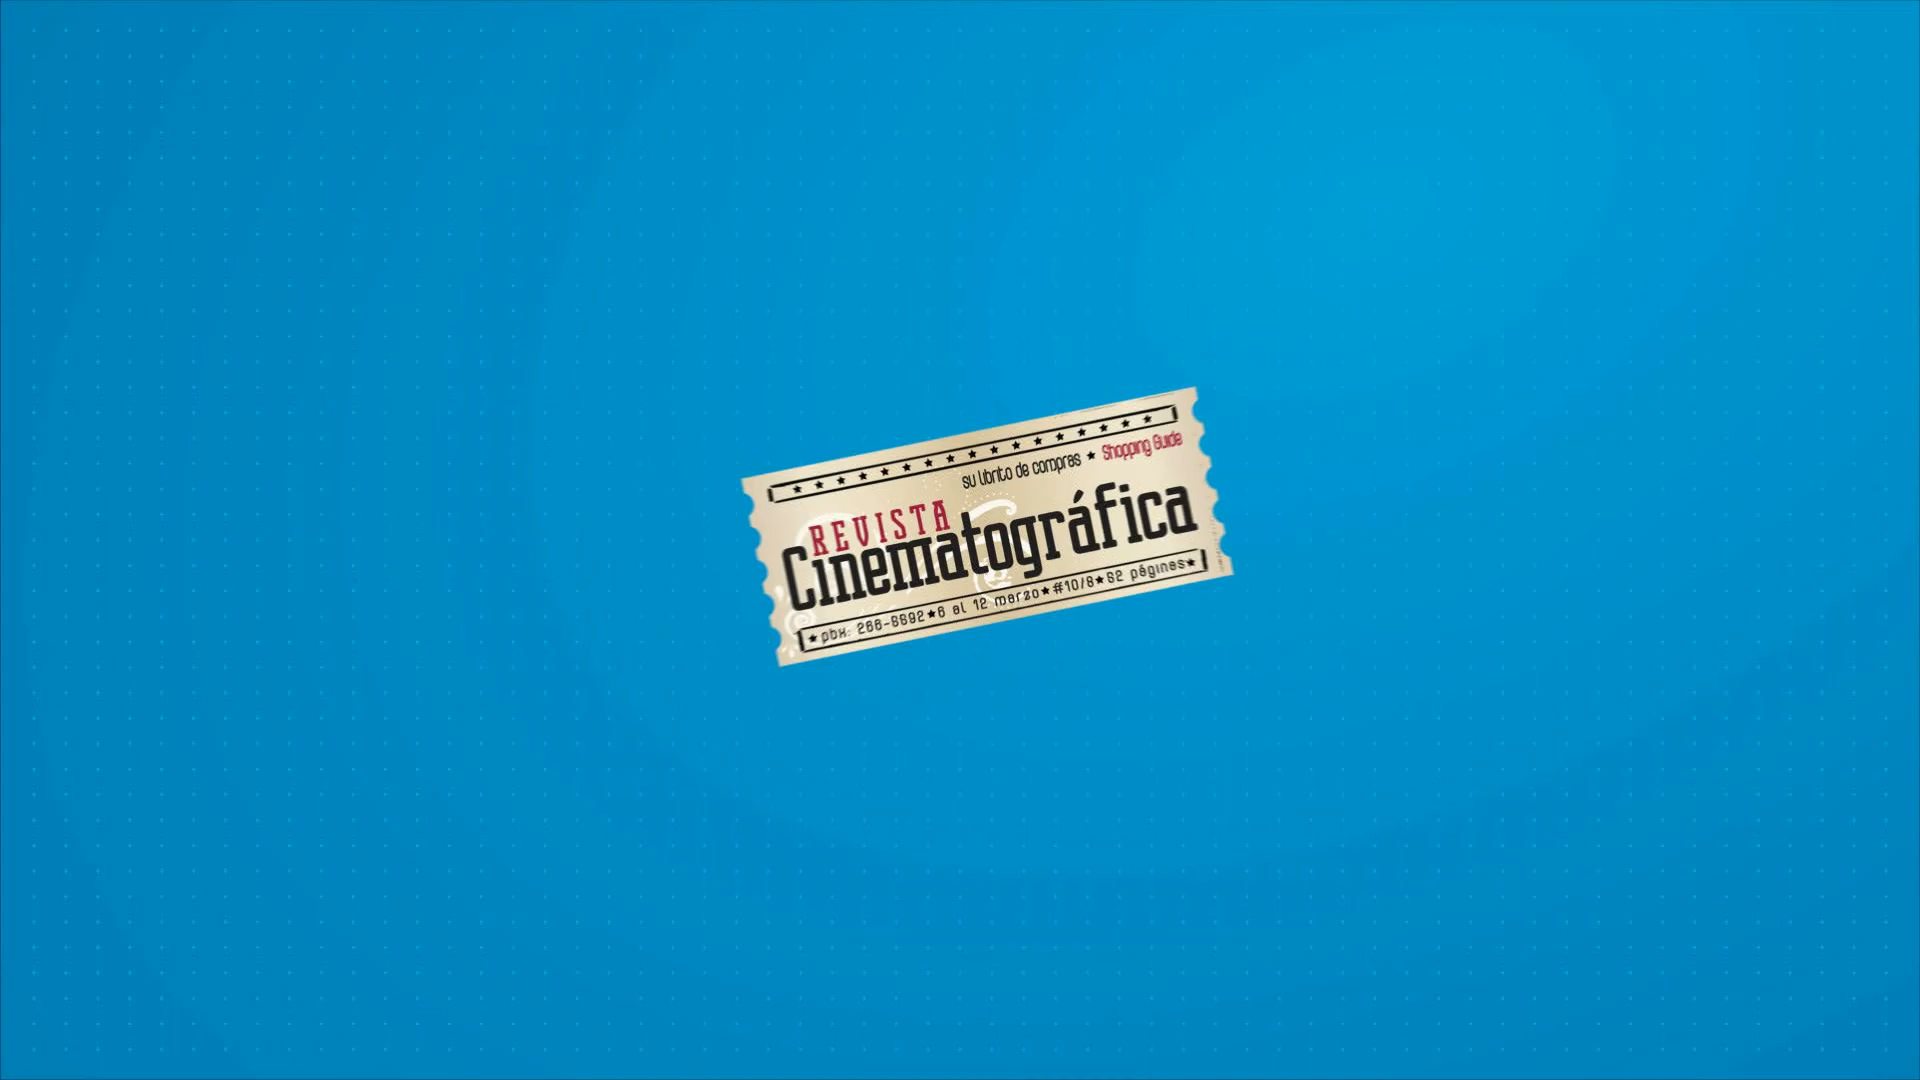 su librito de compras ★ Shopping Guide
REVISTA
Cinematográfica
★pbx: 266-8892★6 al 12 marzo★#10/8★82 páginas★